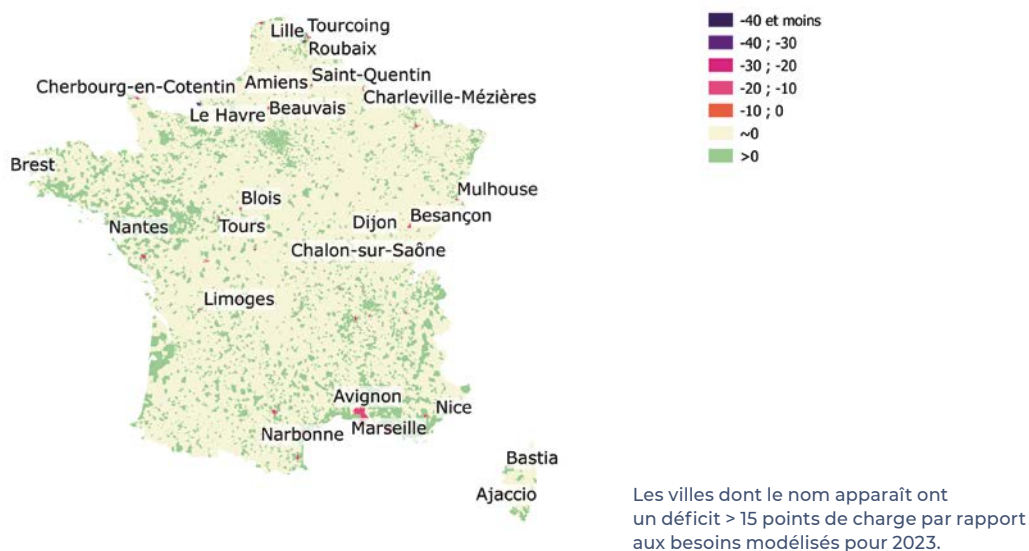 Lille
Tourcoing
Roubaix
Cherbourg-en-Cotentin
Amiens
Saint-Quentin
Charleville-Mézières
Le Havre
Beauvais
Brest
Mulhouse
Blois
Besançon
Nantes
Tours
Dijon
Chalon-sur-Saône
Limoges
Avignon
Nice
Narbonne
Marseille
Bastia
Ajaccio
-40 et moins
-40 ; -30
-30 ; -20
-20 ; -10
-10 ; 0
~0
>0
Les villes dont le nom apparaît ont
un déficit > 15 points de charge par rapport
aux besoins modélisés pour 2023.